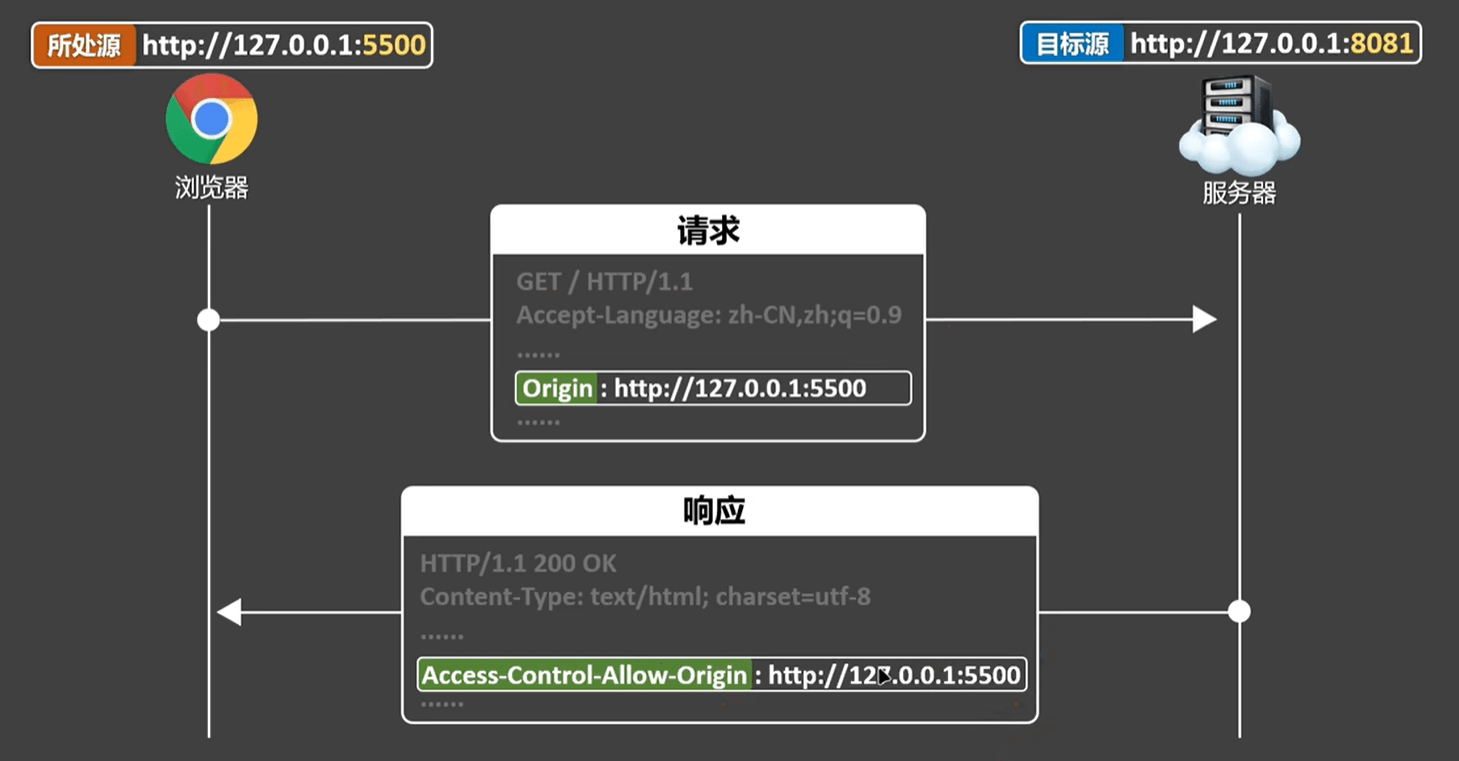 所处源 http://127.0.0.1:5500
目标源 http://127.0.0.1:8081
浏览器
服务器
请求
GET / HTTP/1.1
Accept-Language: zh-CN,zh;q=0.9
......
Origin : http://127.0.0.1:5500
......
响应
HTTP/1.1 200 OK
Content-Type: text/html; charset=utf-8
......
Access-Control-Allow-Origin : http://127.0.0.1:5500
......